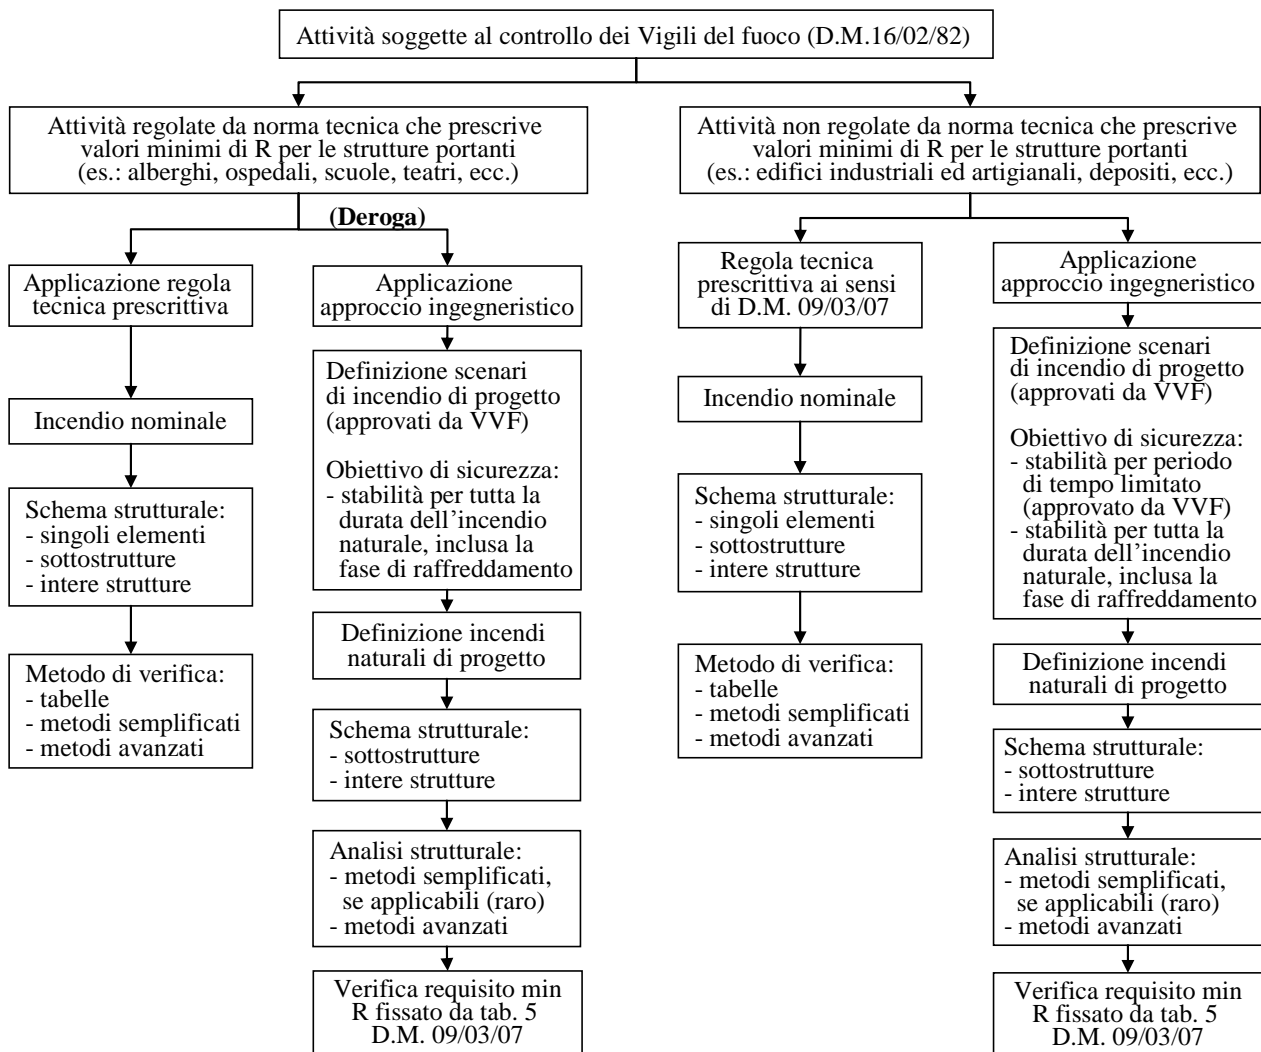 Attività soggette al controllo dei Vigili del fuoco (D.M.16/02/82)
Attività regolate da norma tecnica che prescrive
valori minimi di R per le strutture portanti
(es.: alberghi, ospedali, scuole, teatri, ecc.)
(Deroga)
Applicazione regola
tecnica prescrittiva
Incendio nominale
Schema strutturale:
- singoli elementi
- sottostrutture
- intere strutture
Metodo di verifica:
- tabelle
- metodi semplificati
- metodi avanzati
Applicazione
approccio ingegneristico
Definizione scenari
di incendio di progetto
(approvati da VVF)
Obiettivo di sicurezza:
- stabilità per tutta la
durata dell'incendio
naturale, inclusa la
fase di raffreddamento
Definizione incendi
naturali di progetto
Schema strutturale:
- sottostrutture
- intere strutture
Analisi strutturale:
- metodi semplificati,
se applicabili (raro)
- metodi avanzati
Verifica requisito min
R fissato da tab. 5
D.M. 09/03/07
Attività non regolate da norma tecnica che prescrive
valori minimi di R per le strutture portanti
(es.: edifici industriali ed artigianali, depositi, ecc.)
Regola tecnica
prescrittiva ai sensi
di D.M. 09/03/07
Incendio nominale
Schema strutturale:
- singoli elementi
- sottostrutture
- intere strutture
Metodo di verifica:
- tabelle
- metodi semplificati
- metodi avanzati
Applicazione
approccio ingegneristico
Definizione scenari
di incendio di progetto
(approvati da VVF)
Obiettivo di sicurezza:
- stabilità per periodo
di tempo limitato
(approvato da VVF)
- stabilità per tutta la
durata dell'incendio
naturale, inclusa la
fase di raffreddamento
Definizione incendi
naturali di progetto
Schema strutturale:
- sottostrutture
- intere strutture
Analisi strutturale:
- metodi semplificati,
se applicabili (raro)
- metodi avanzati
Verifica requisito min
R fissato da tab. 5
D.M. 09/03/07